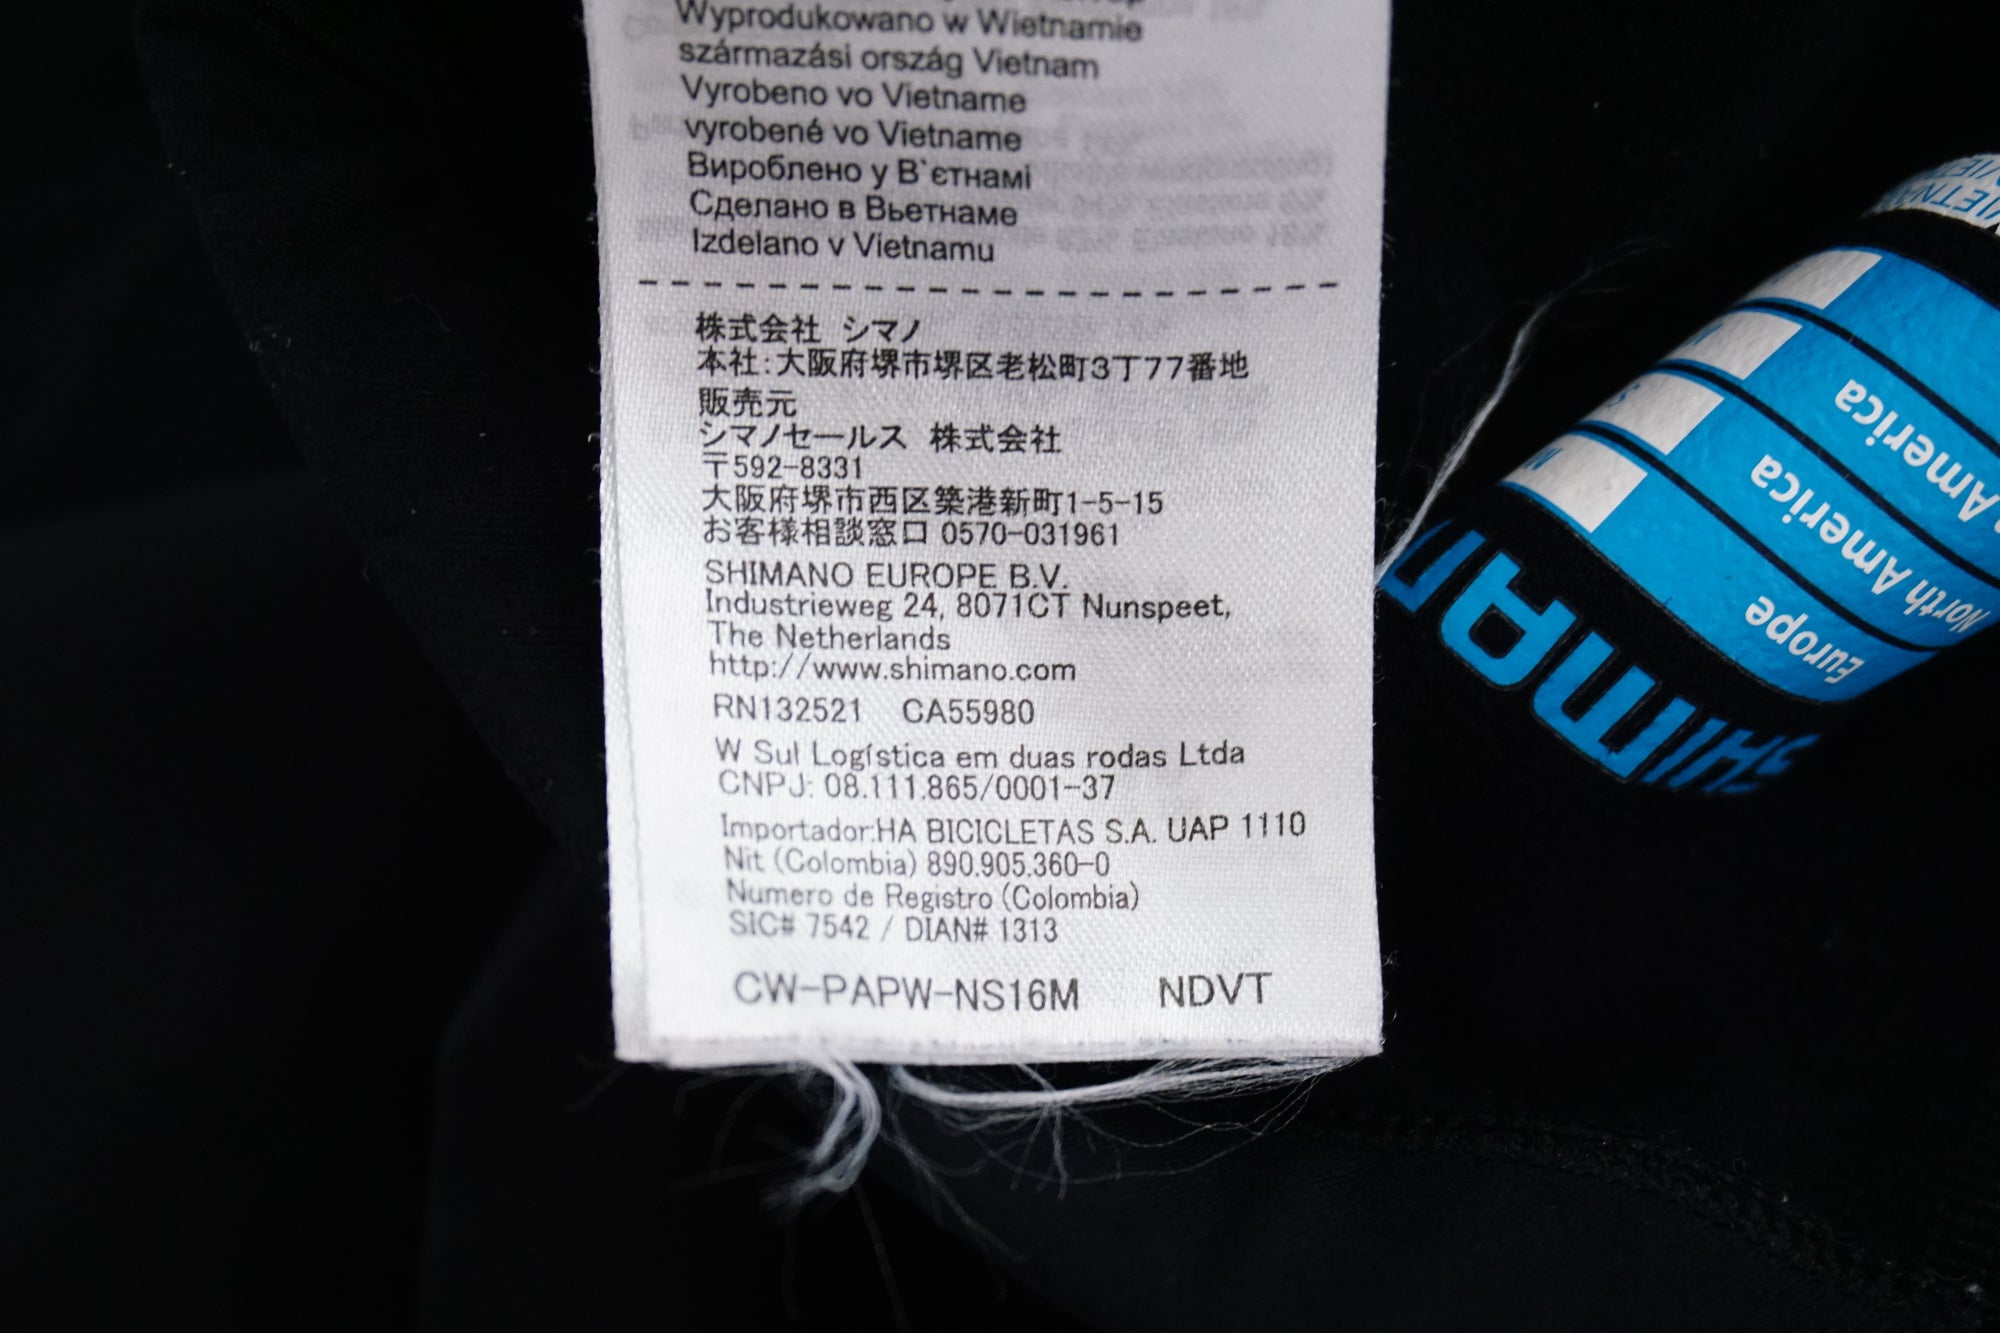 Wyprodukowano w Wietnamie
származási ország Vietnam
Vyrobeno vo Vietname
vyrobené vo Vietname
Вироблено у В`єтнамі
Сделано в Вьетнаме
Izdelano v Vietnamu
株式会社 シマノ
本社:大阪府堺市堺区老松町3丁77番地
販売元
シマノセールス 株式会社
〒592-8331
大阪府堺市西区築港新町1-5-15
お客様相談窓口 0570-031961
SHIMANO EUROPE B.V.
Industrieweg 24, 8071CT Nunspeet,
The Netherlands
http://www.shimano.com
RN132521 CA55980
W Sul Logística em duas rodas Ltda
CNPJ: 08.111.865/0001-37
Importador:HA BICICLETAS S.A. UAP 1110
Nit (Colombia) 890.905.360-0
Numero de Registro (Colombia)
SIC# 7542 / DIAN# 1313
CW-PAPW-NS16M NDVT
SHIMAN
Europe M
North America S
America